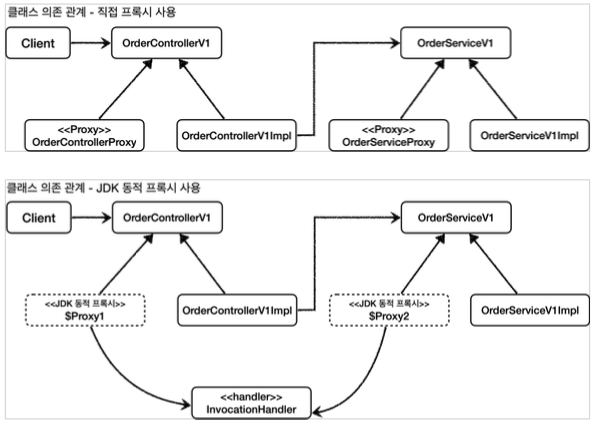 클래스 의존 관계 - 직접 프록시 사용
Client
OrderControllerV1
OrderServiceV1
<<Proxy>>
OrderControllerProxy
OrderControllerV1Impl
<<Proxy>>
OrderServiceProxy
OrderServiceV1Impl
클래스 의존 관계 - JDK 동적 프록시 사용
Client
OrderControllerV1
OrderServiceV1
<<JDK 동적 프록시>>
$Proxy1
OrderControllerV1Impl
<<JDK 동적 프록시>>
$Proxy2
OrderServiceV1Impl
<<handler>>
InvocationHandler